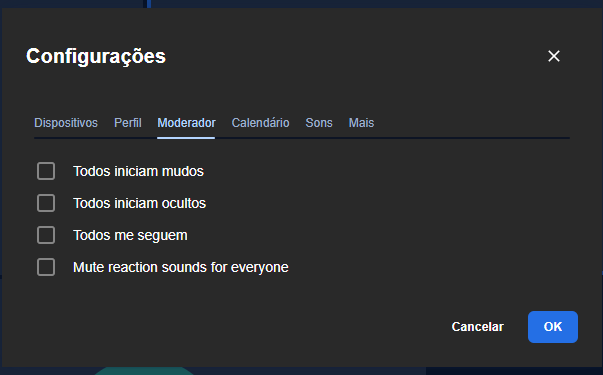 Configurações
Dispositivos Perfil Moderador Calendário Sons Mais
Todos iniciam mudos
Todos iniciam ocultos
Todos me seguem
Mute reaction sounds for everyone
Cancelar OK